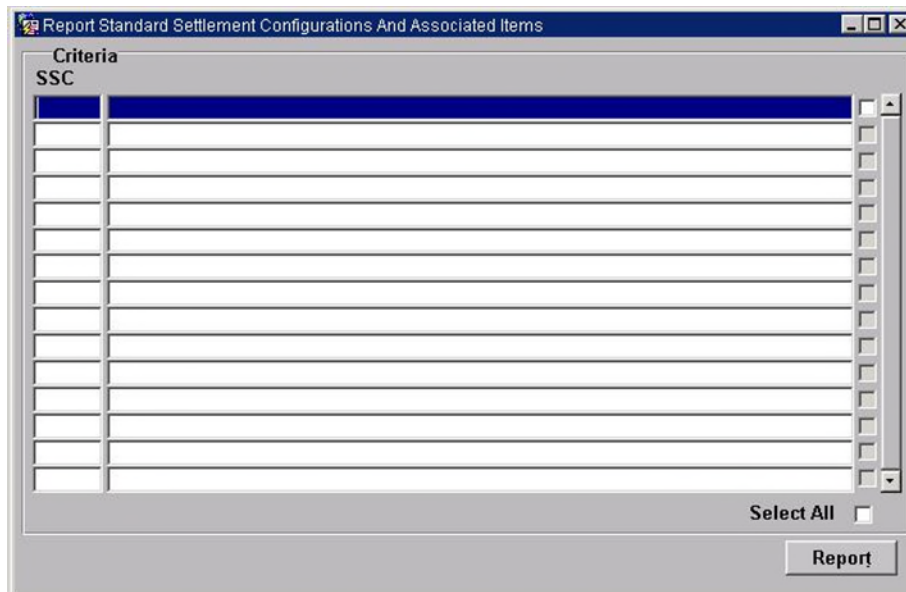 Report Standard Settlement Configurations And Associated Items
Criteria
SSC
Select All
Report